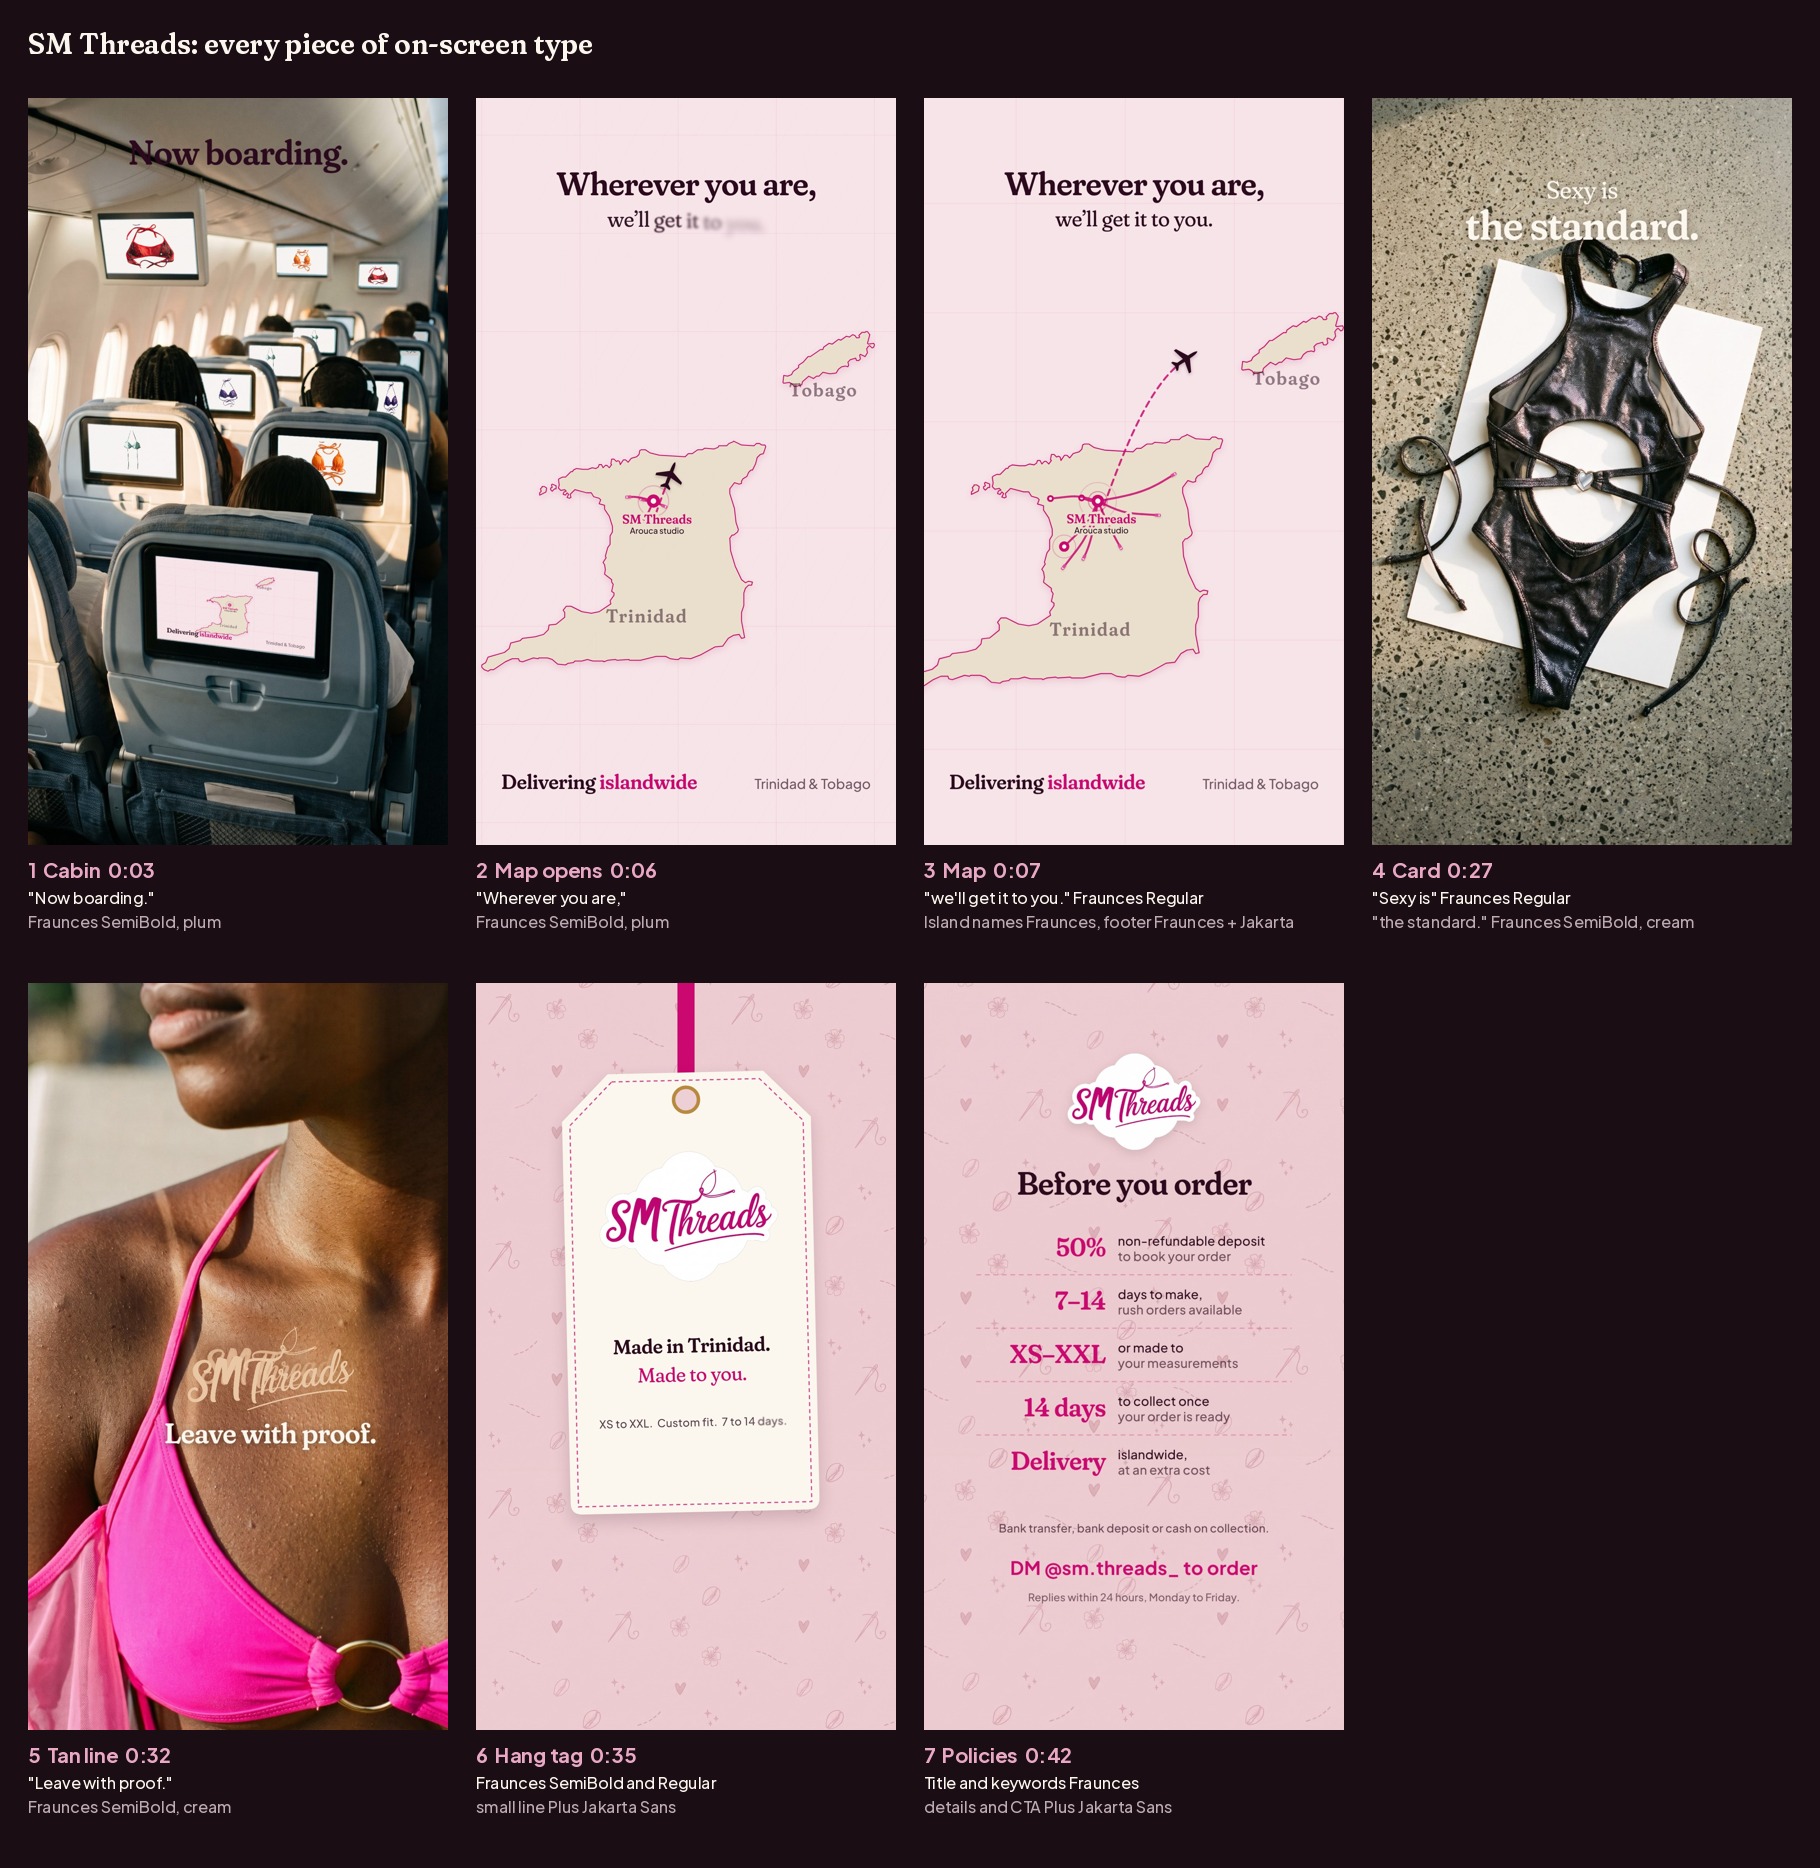 SM Threads: every piece of on-screen type
Now boarding.
Tobago
SM Threads
Trinidad
Delivering islandwide
Trinidad & Tobago
1 Cabin 0:03
"Now boarding."
Fraunces SemiBold, plum
Wherever you are,
we'll get it to you.
Tobago
SM Threads
Arouca studio
Trinidad
Delivering islandwide
Trinidad & Tobago
2 Map opens 0:06
"Wherever you are,"
Fraunces SemiBold, plum
Wherever you are,
we'll get it to you.
Tobago
SM Threads
Arouca studio
Trinidad
Delivering islandwide
Trinidad & Tobago
3 Map 0:07
"we'll get it to you." Fraunces Regular
Island names Fraunces, footer Fraunces + Jakarta
Sexy is
the standard.
4 Card 0:27
"Sexy is" Fraunces Regular
"the standard." Fraunces SemiBold, cream
SM Threads
Leave with proof.
5 Tan line 0:32
"Leave with proof."
Fraunces SemiBold, cream
SM Threads
Made in Trinidad.
Made to you.
XS to XXL. Custom fit. 7 to 14 days.
6 Hang tag 0:35
Fraunces SemiBold and Regular
small line Plus Jakarta Sans
SM Threads
Before you order
50% non-refundable deposit
to book your order
7–14 days to make,
rush orders available
XS–XXL or made to
your measurements
14 days to collect once
your order is ready
Delivery islandwide,
at an extra cost
Bank transfer, bank deposit or cash on collection.
DM @sm.threads_ to order
Replies within 24 hours, Monday to Friday.
7 Policies 0:42
Title and keywords Fraunces
details and CTA Plus Jakarta Sans